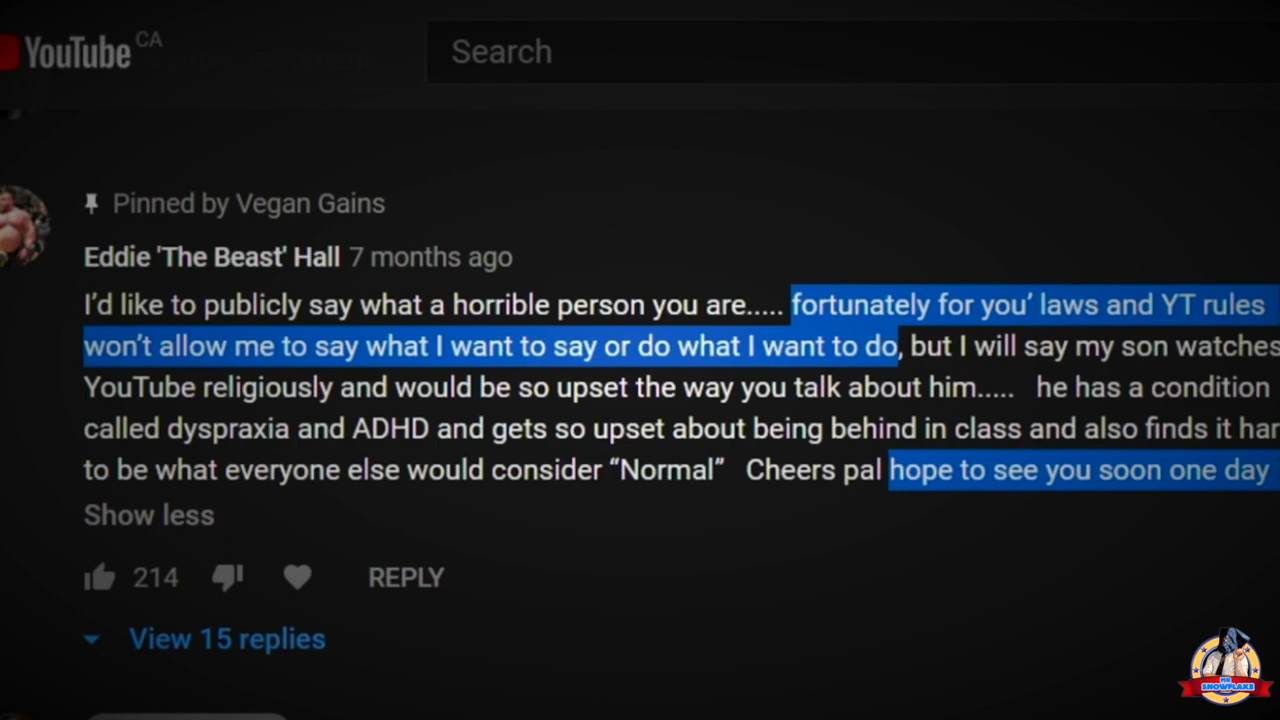 YouTube CA
Search
Pinned by Vegan Gains
Eddie 'The Beast' Hall 7 months ago
I'd like to publicly say what a horrible person you are..... fortunately for you' laws and YT rules
won't allow me to say what I want to say or do what I want to do, but I will say my son watches
YouTube religiously and would be so upset the way you talk about him..... he has a condition
called dyspraxia and ADHD and gets so upset about being behind in class and also finds it har
to be what everyone else would consider “Normal” Cheers pal hope to see you soon one day
Show less
214 REPLY
View 15 replies
MR
SNOWFLAKE